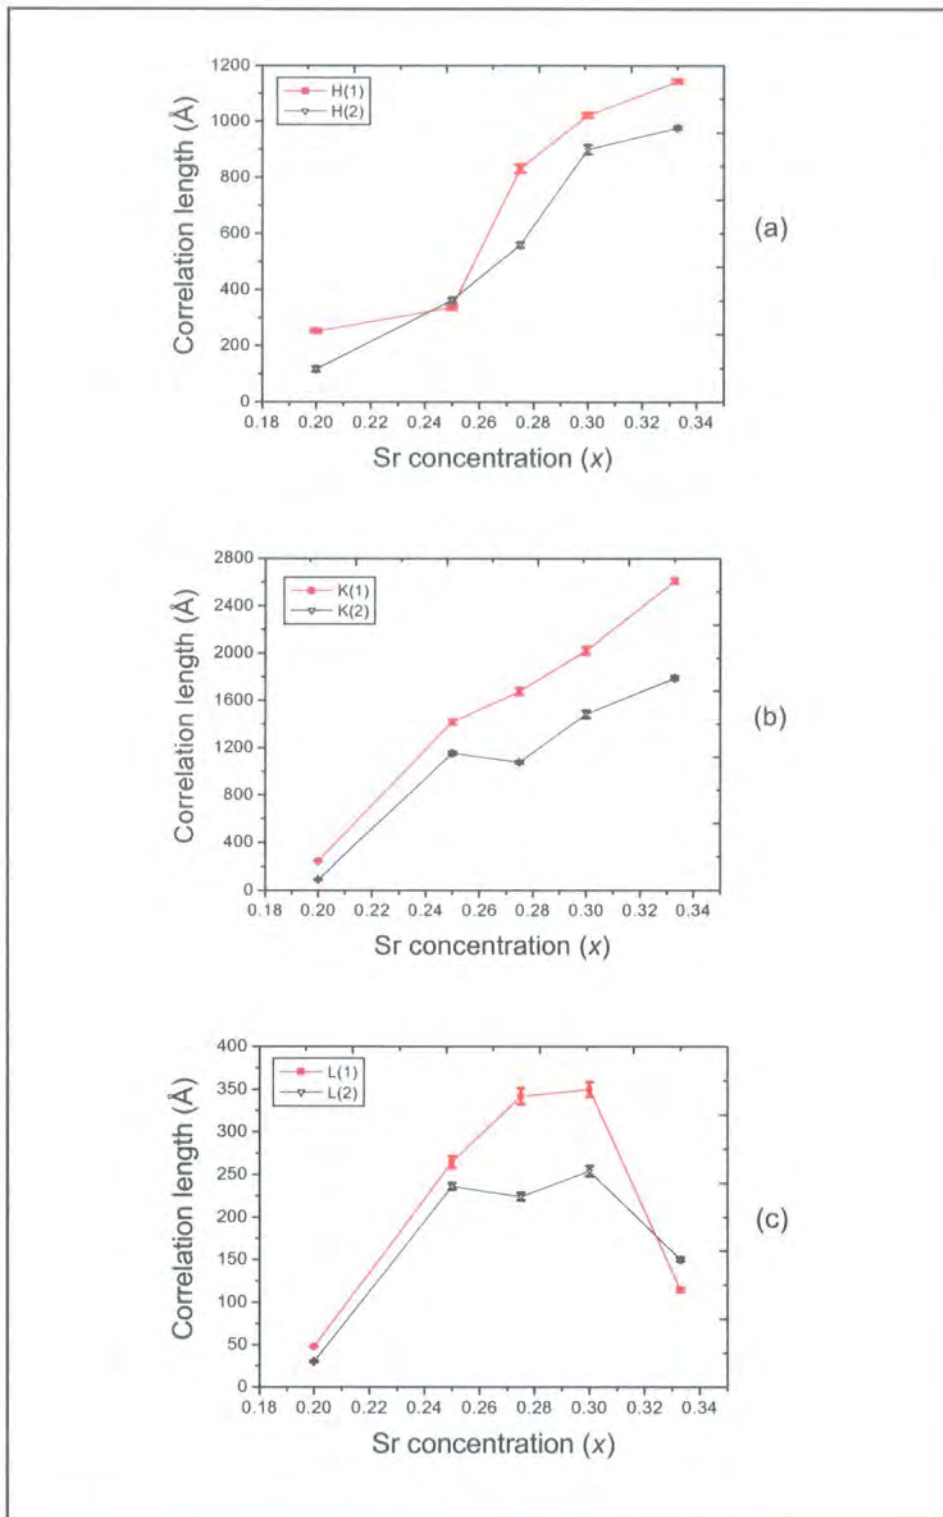 1200
1000
800
600
400
200
0
Correlation length (Å)
H(1)
H(2)
0.18 0.20 0.22 0.24 0.26 0.28 0.30 0.32 0.34
Sr concentration (x)
(a)
2800
2400
2000
1600
1200
800
400
0
Correlation length (Å)
K(1)
K(2)
0.18 0.20 0.22 0.24 0.26 0.28 0.30 0.32 0.34
Sr concentration (x)
(b)
400
350
300
250
200
150
100
50
0
Correlation length (Å)
L(1)
L(2)
0.18 0.20 0.22 0.24 0.26 0.28 0.30 0.32 0.34
Sr concentration (x)
(c)